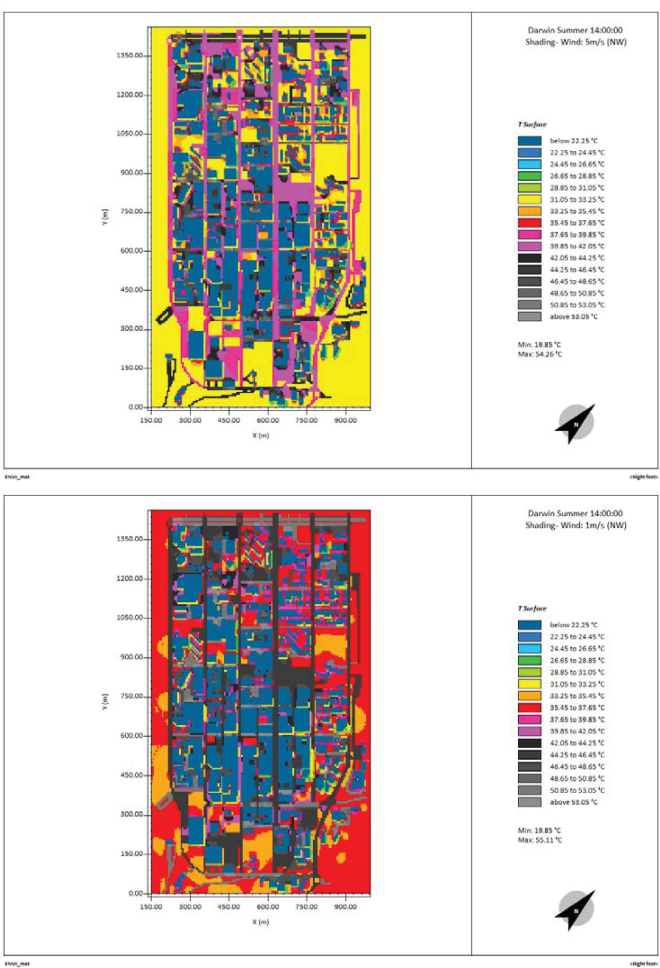 Darwin Summer 14:00:00
Shading- Wind: 5m/s (NW)
T Surface
below 22.25 °C
22.25 to 24.45 °C
24.45 to 26.65 °C
26.65 to 28.85 °C
28.85 to 31.05 °C
31.05 to 33.25 °C
33.25 to 35.45 °C
35.45 to 37.65 °C
37.65 to 39.85 °C
39.85 to 42.05 °C
42.05 to 44.25 °C
44.25 to 46.45 °C
46.45 to 48.65 °C
48.65 to 50.85 °C
50.85 to 53.05 °C
above 53.05 °C
Min: 19.85 °C
Max: 54.26 °C
N
1350.00
1200.00
1050.00
900.00
750.00
600.00
450.00
300.00
150.00
0.00
Y (m)
150.00 300.00 450.00 600.00 750.00 900.00
X (m)
ENVI_met
<Right foot>
Darwin Summer 14:00:00
Shading- Wind: 1m/s (NW)
T Surface
below 22.25 °C
22.25 to 24.45 °C
24.45 to 26.65 °C
26.65 to 28.85 °C
28.85 to 31.05 °C
31.05 to 33.25 °C
33.25 to 35.45 °C
35.45 to 37.65 °C
37.65 to 39.85 °C
39.85 to 42.05 °C
42.05 to 44.25 °C
44.25 to 46.45 °C
46.45 to 48.65 °C
48.65 to 50.85 °C
50.85 to 53.05 °C
above 53.05 °C
Min: 19.85 °C
Max: 55.11 °C
N
1350.00
1200.00
1050.00
900.00
750.00
600.00
450.00
300.00
150.00
0.00
Y (m)
150.00 300.00 450.00 600.00 750.00 900.00
X (m)
ENVI_met
<Right foot>